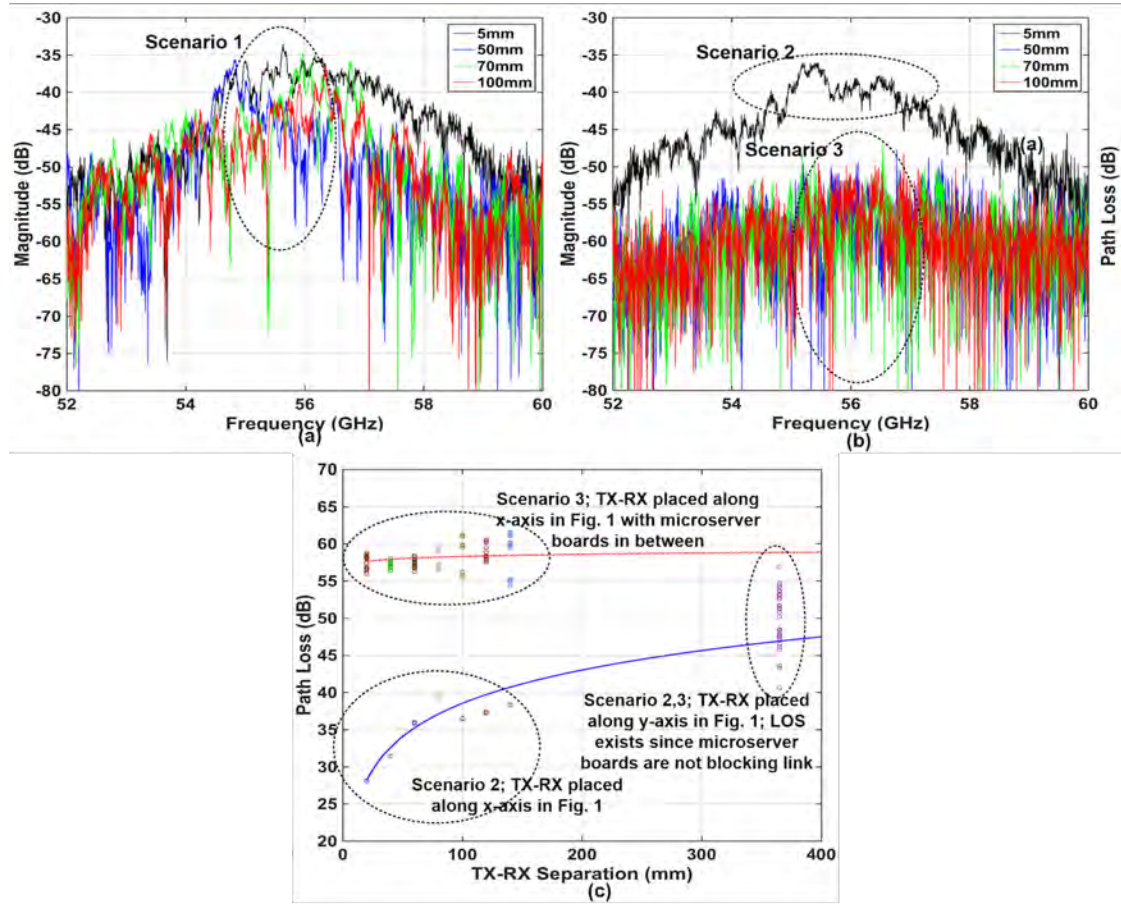 -30
-35
-40
-45
-50
-55
-60
-65
-70
-75
-80
Magnitude (dB)
Scenario 1
5mm
50mm
70mm
100mm
52
54
56
58
60
Frequency (GHz)
(a)
-30
-35
-40
-45
-50
-55
-60
-65
-70
-75
-80
Magnitude (dB)
Scenario 2
Scenario 3
5mm
50mm
70mm
100mm
(a)
Path Loss (dB)
52
54
56
58
60
Frequency (GHz)
(b)
70
65
60
55
50
45
40
35
30
25
20
Path Loss (dB)
Scenario 3; TX-RX placed along
x-axis in Fig. 1 with microserver
boards in between
Scenario 2,3; TX-RX placed
along y-axis in Fig. 1; LOS
exists since microserver
boards are not blocking link
Scenario 2; TX-RX placed
along x-axis in Fig. 1
0
100
200
300
400
TX-RX Separation (mm)
(c)